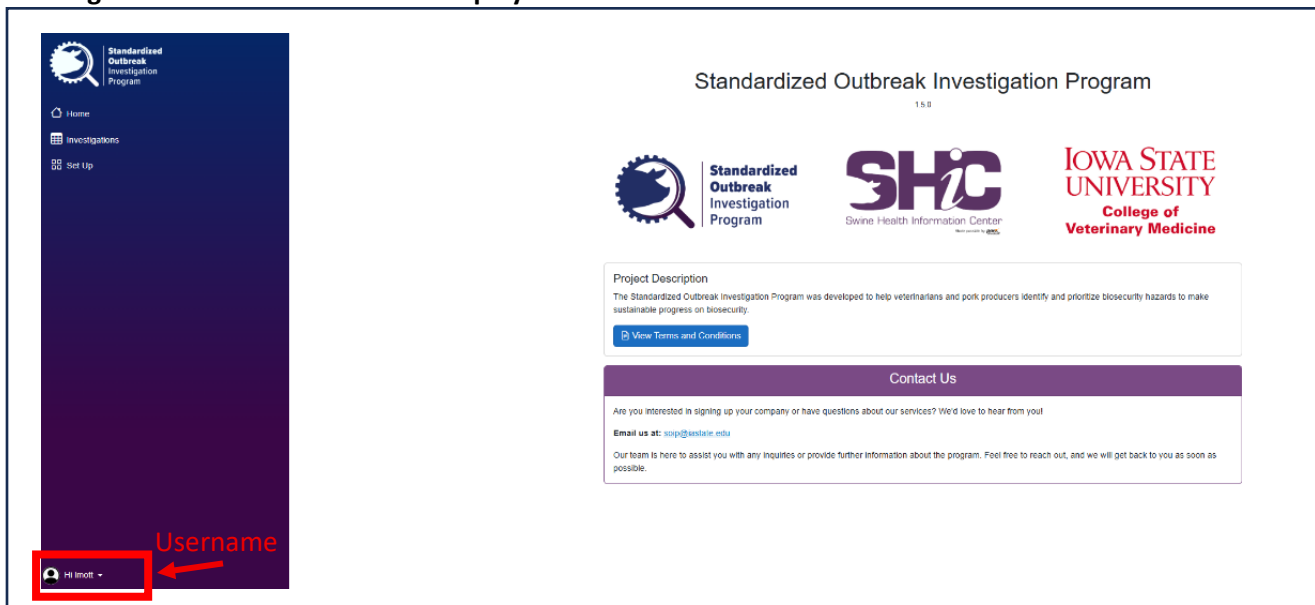 Standardized
Outbreak
Investigation
Program
Home
Investigations
Set Up
Standardized Outbreak Investigation Program
1.5.0
Standardized
Outbreak
Investigation
Program
SHiC
Swine Health Information Center
IOWA STATE
UNIVERSITY
College of
Veterinary Medicine
Project Description
The Standardized Outbreak Investigation Program was developed to help veterinarians and pork producers identify and prioritize biosecurity hazards to make
sustainable progress on biosecurity.
View Terms and Conditions
Contact Us
Are you interested in signing up your company or have questions about our services? We'd love to hear from you!
Email us at: soip@iastate.edu
Our team is here to assist you with any inquiries or provide further information about the program. Feel free to reach out, and we will get back to you as soon as
possible.
Username
Hi lmott